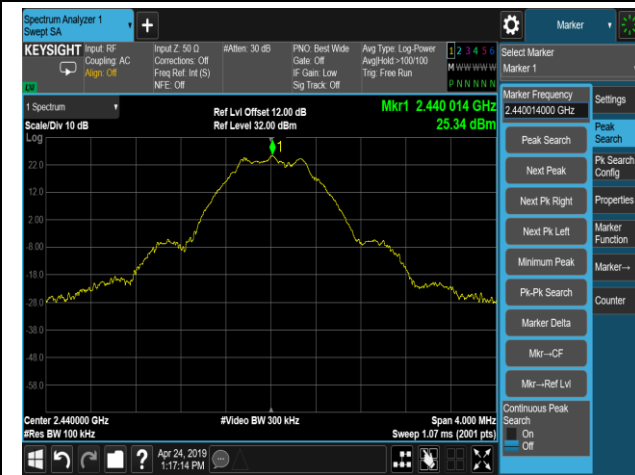 Spectrum Analyzer 1
Swept SA
+
Marker
KEYSIGHT
Input: RF
Coupling: AC
Align: Off
Input Z: 50 Ω
Corrections: Off
Freq Ref: Int (S)
NFE: Off
#Atten: 30 dB
PNO: Best Wide
Gate: Off
IF Gain: Low
Sig Track: Off
Avg Type: Log-Power
Avg|Hold:>100/100
Trig: Free Run
1 2 3 4 5 6
M W W W W W
P N N N N N
Select Marker
Marker 1
1 Spectrum
Scale/Div 10 dB
Ref Lvl Offset 12.00 dB
Ref Level 32.00 dBm
Mkr1 2.440 014 GHz
25.34 dBm
Log
1
22.0
12.0
2.00
-8.00
-18.0
-28.0
-38.0
-48.0
-58.0
Center 2.440000 GHz
#Res BW 100 kHz
#Video BW 300 kHz
Span 4.000 MHz
Sweep 1.07 ms (2001 pts)
Marker Frequency
2.440014000 GHz
Peak Search
Next Peak
Next Pk Right
Next Pk Left
Minimum Peak
Pk-Pk Search
Marker Delta
Mkr→CF
Mkr→Ref Lvl
Continuous Peak
Search
On
Off
Settings
Peak
Search
Pk Search
Config
Properties
Marker
Function
Marker→
Counter
?
Apr 24, 2019
1:17:14 PM